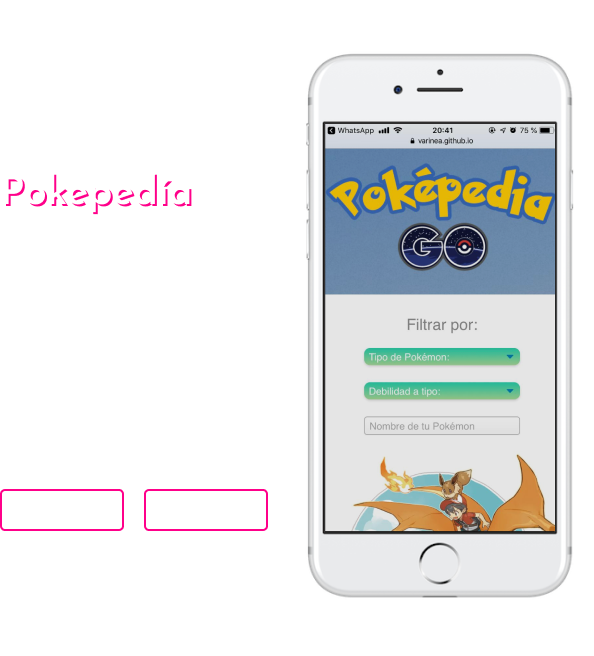 Pokepedía
WhatsApp 20:41 75 %
varinea.github.io
Poképedia
GO
Filtrar por:
Tipo de Pokémon:
Debilidad a tipo:
Nombre de tu Pokémon